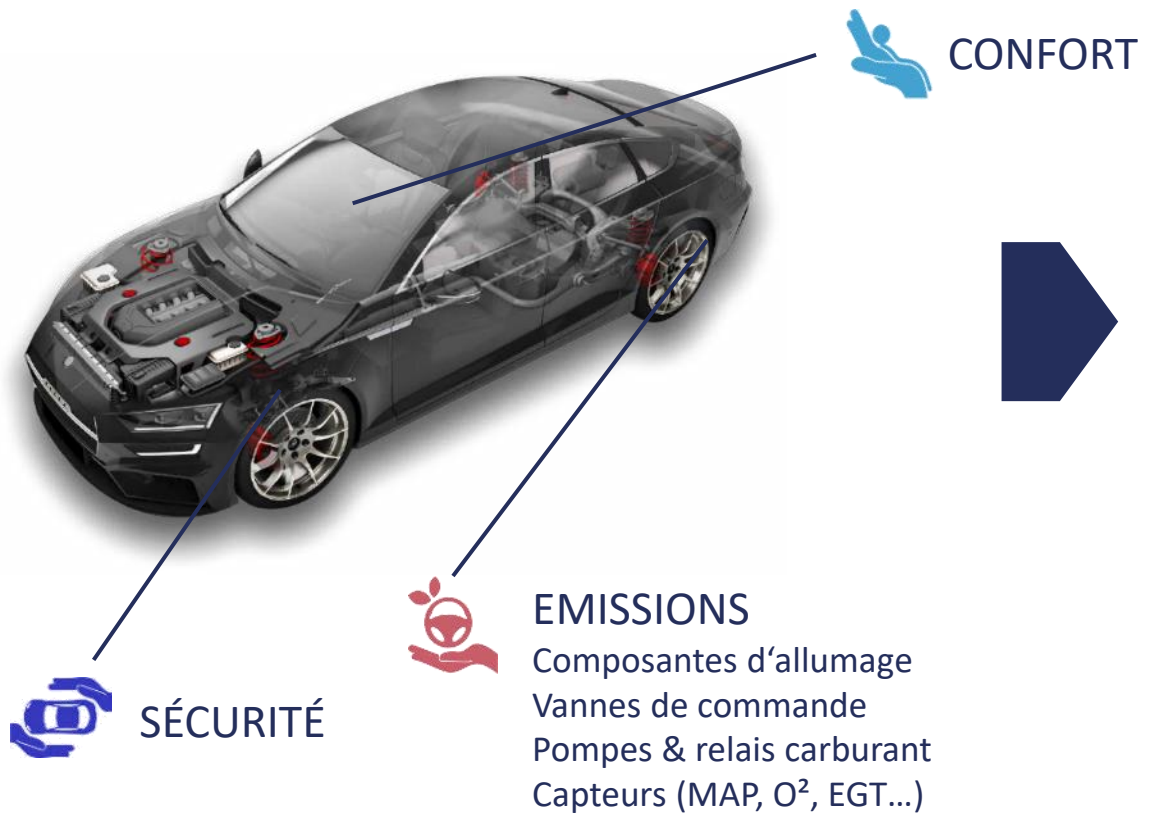 CONFORT
EMISSIONS
Composantes d‘allumage
Vannes de commande
Pompes & relais carburant
Capteurs (MAP, O², EGT…)
SÉCURITÉ